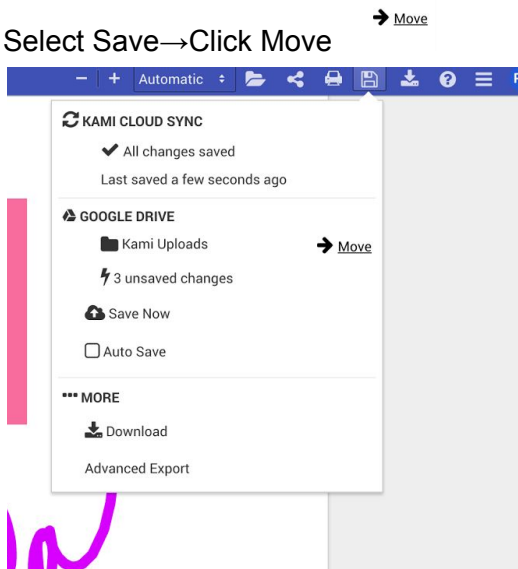 Move
Select Save→Click Move
Automatic
KAMI CLOUD SYNC
All changes saved
Last saved a few seconds ago
GOOGLE DRIVE
Kami Uploads Move
3 unsaved changes
Save Now
Auto Save
MORE
Download
Advanced Export